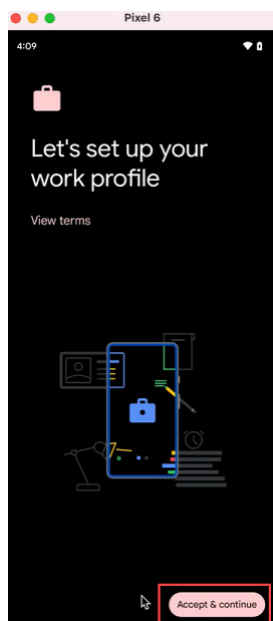 Pixel 6
4:09
Let's set up your
work profile
View terms
Accept & continue